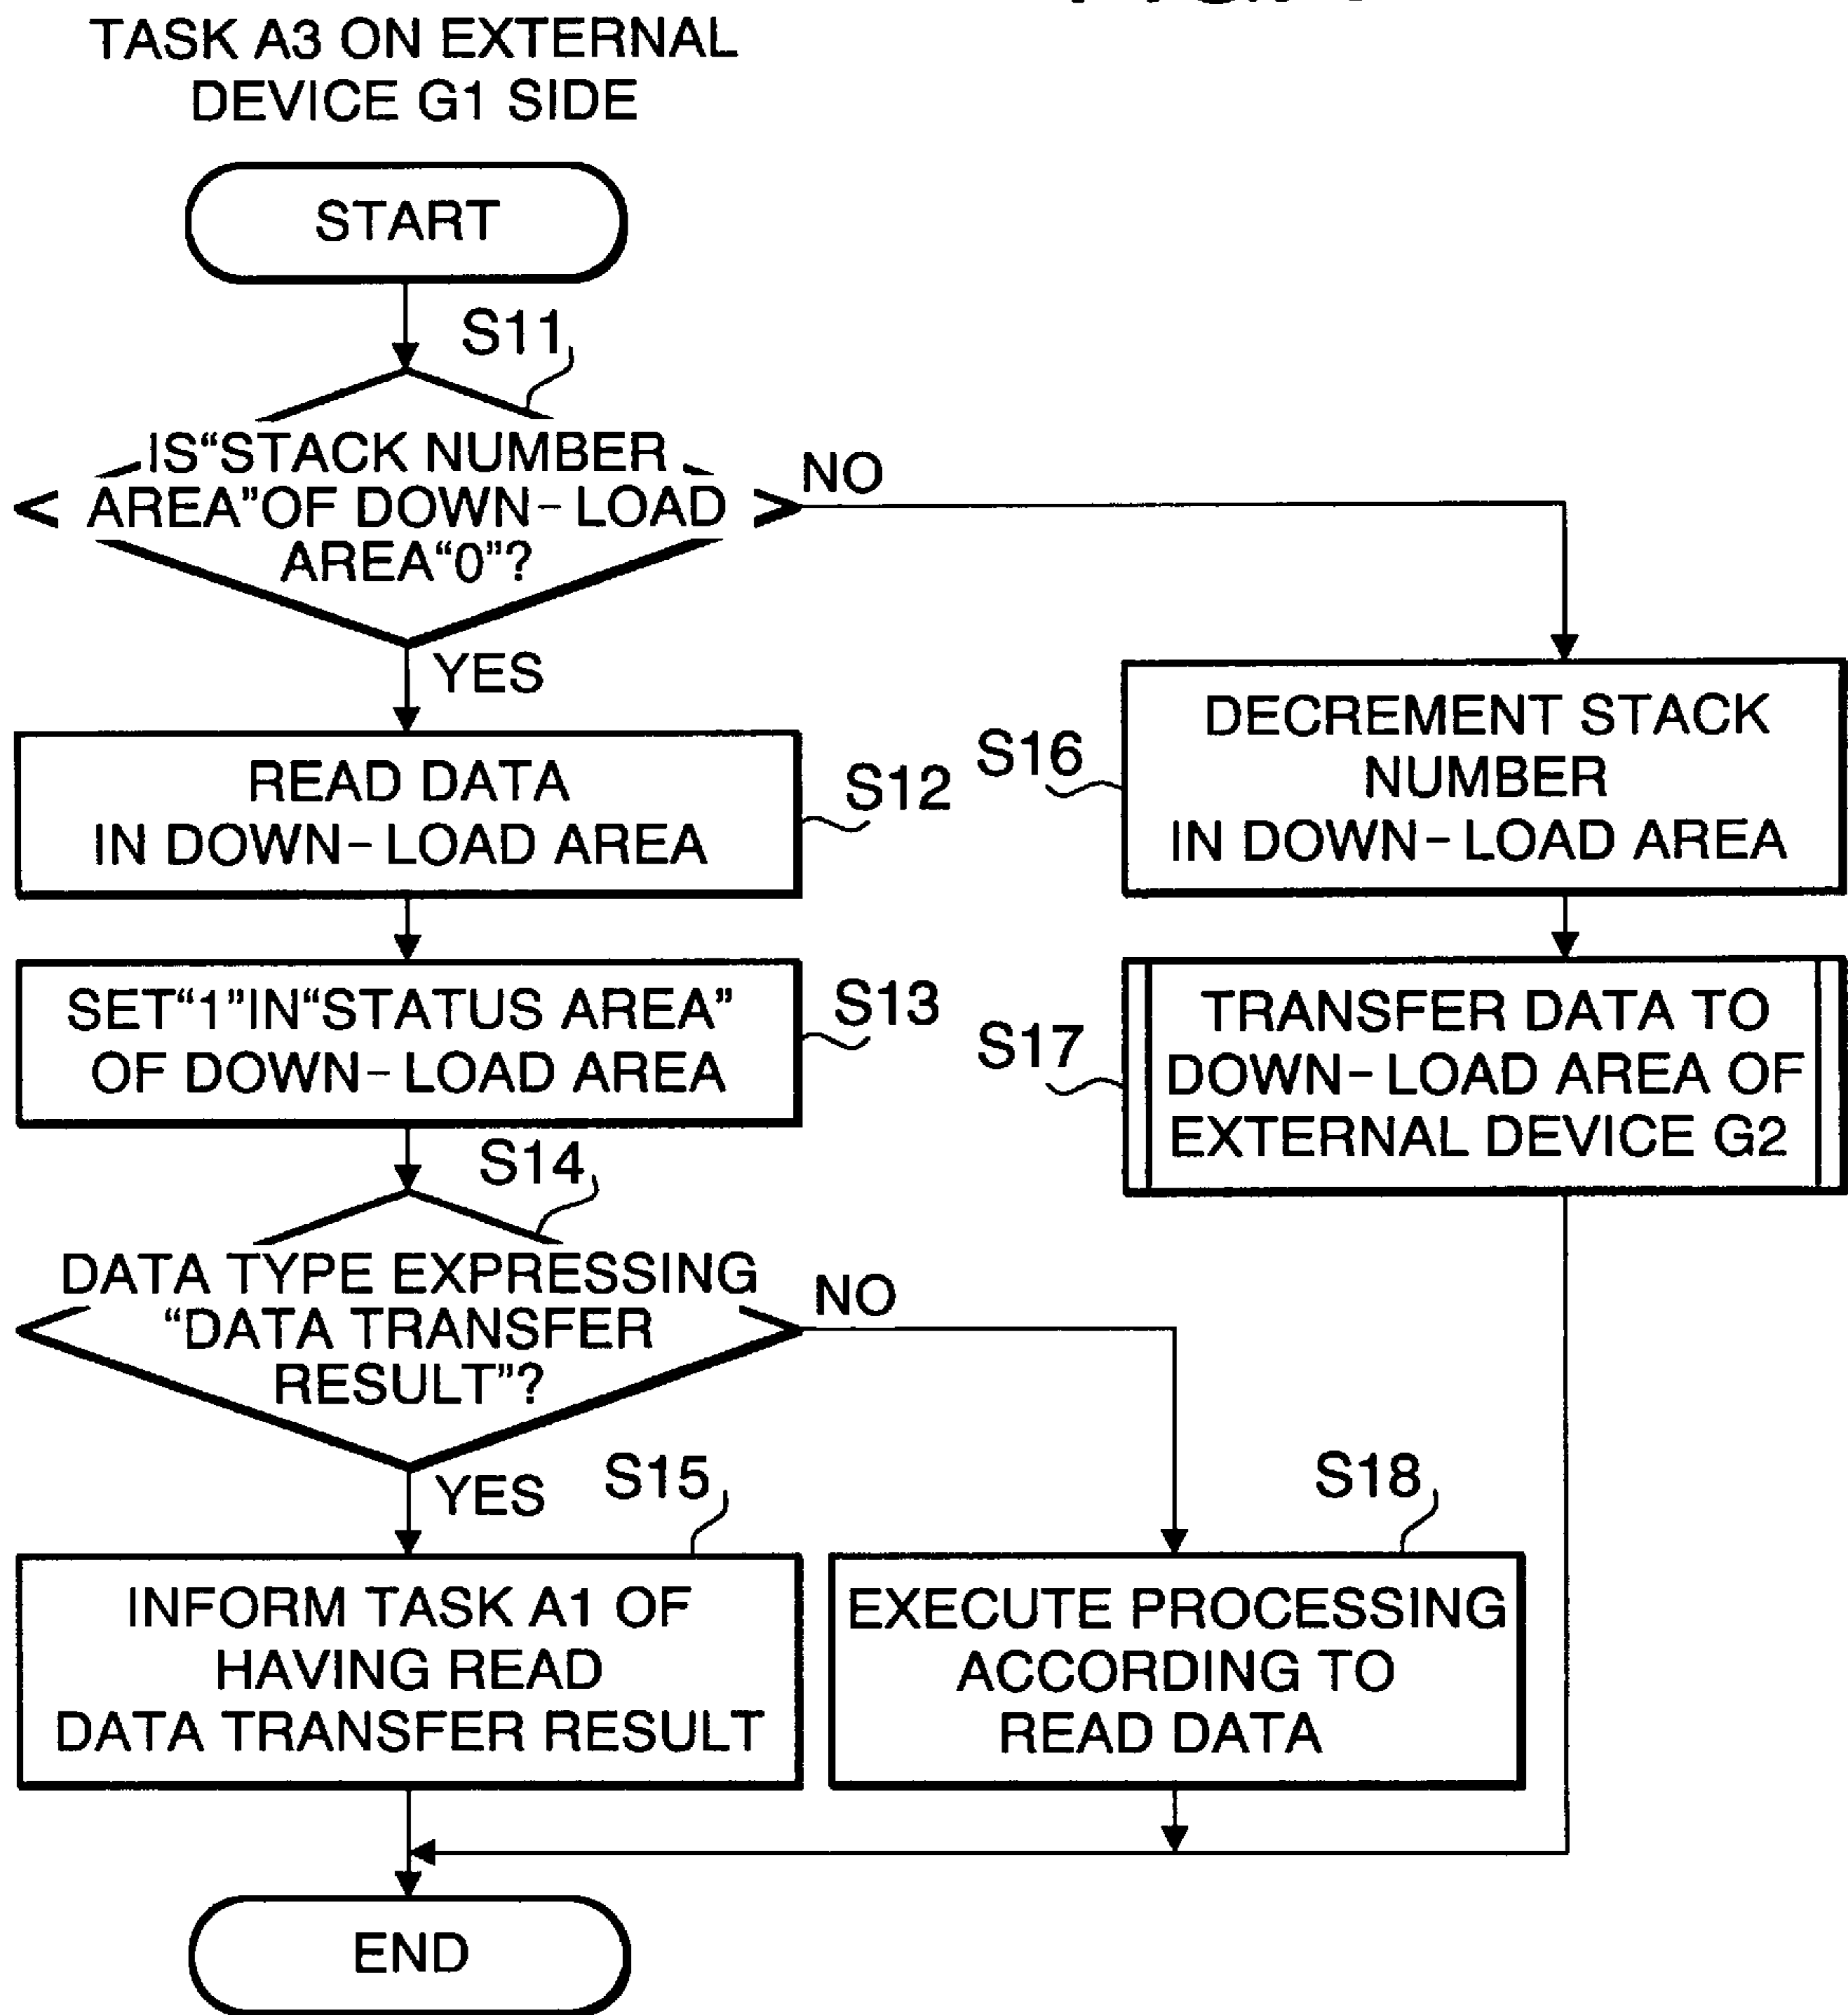 TASK A3 ON EXTERNAL
DEVICE G1 SIDE
START
S11
IS“STACK NUMBER
AREA”OF DOWN-LOAD
AREA“0”?
NO
YES
READ DATA
IN DOWN-LOAD AREA
S12
S16
DECREMENT STACK
NUMBER
IN DOWN-LOAD AREA
SET“1”IN“STATUS AREA”
OF DOWN-LOAD AREA
S13
S17
TRANSFER DATA TO
DOWN-LOAD AREA OF
EXTERNAL DEVICE G2
S14
DATA TYPE EXPRESSING
“DATA TRANSFER
RESULT”?
NO
YES
S15
S18
INFORM TASK A1 OF
HAVING READ
DATA TRANSFER RESULT
EXECUTE PROCESSING
ACCORDING TO
READ DATA
END